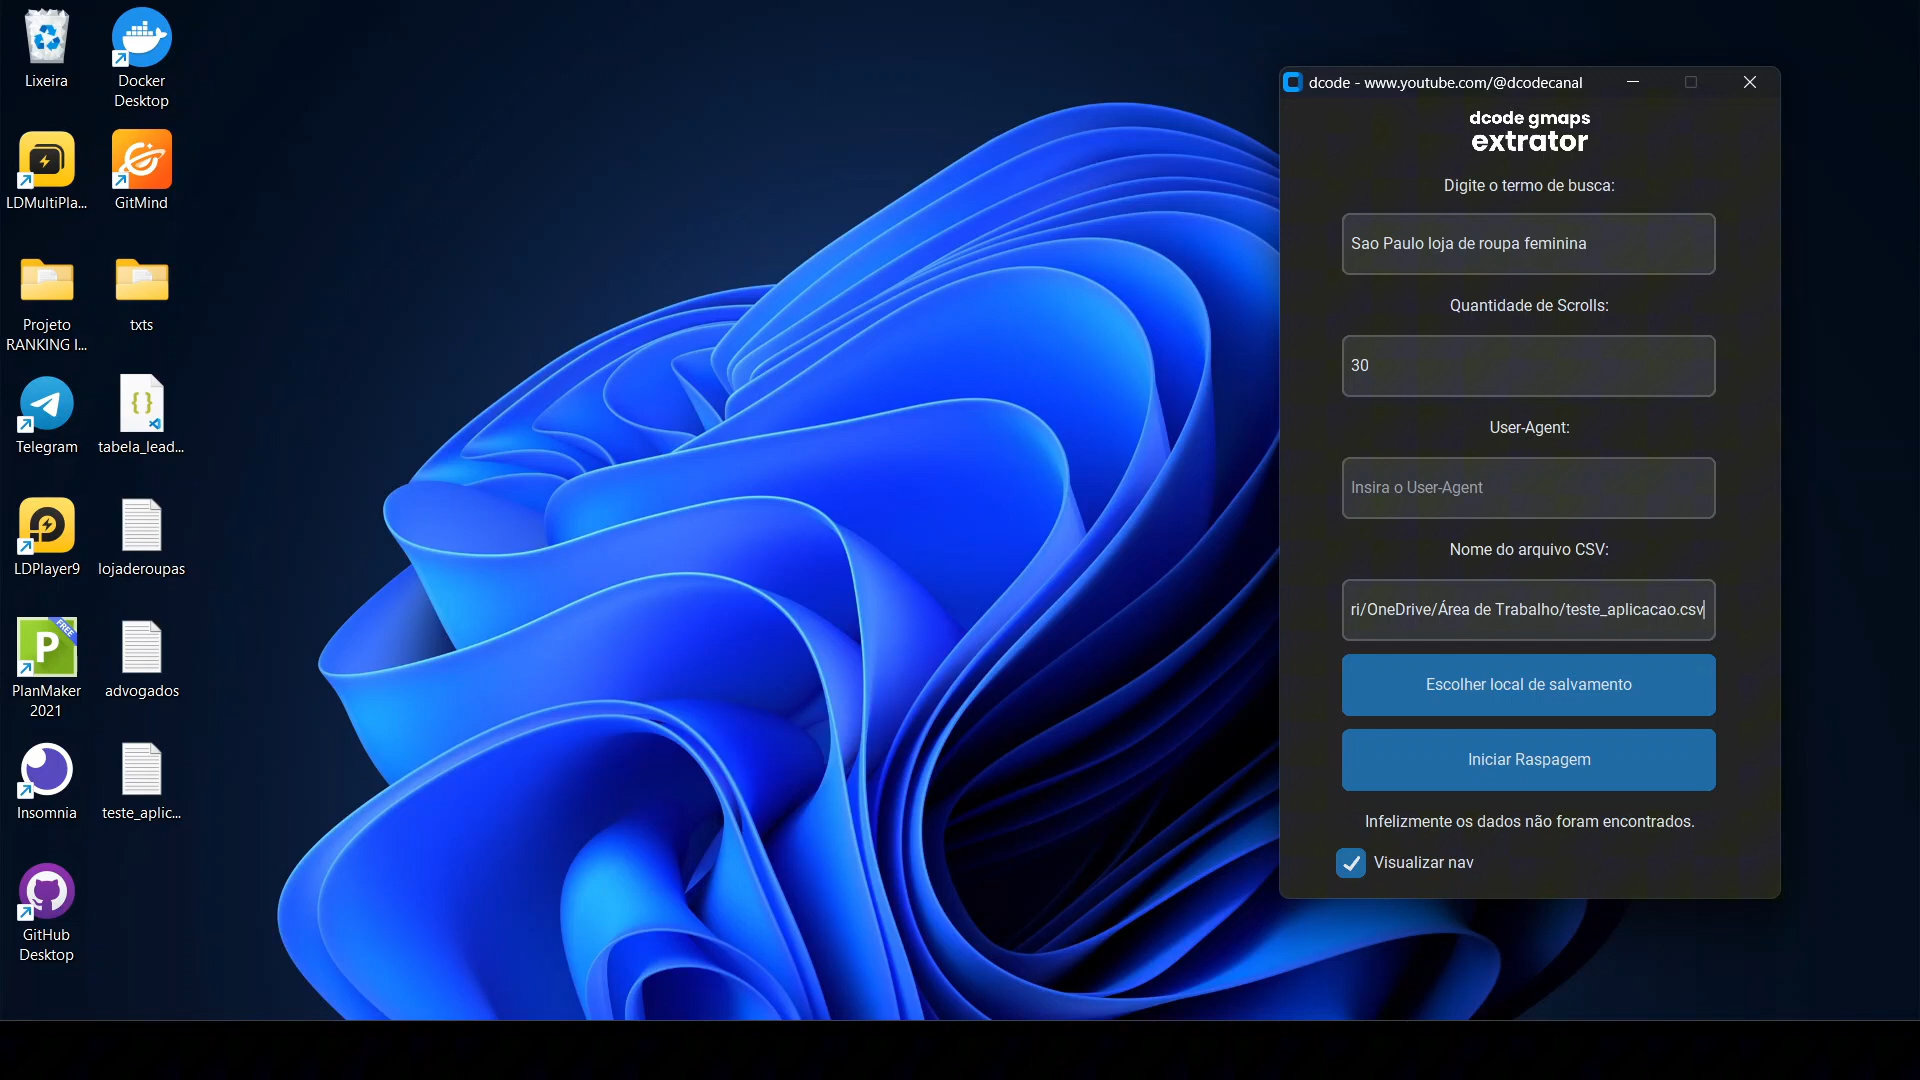 Lixeira
Docker
Desktop
LDMultiPla...
GitMind
Projeto
RANKING I...
txts
Telegram
tabela_lead...
LDPlayer9
lojaderoupas
FREE
P
PlanMaker
2021
advogados
Insomnia
teste_aplic...
GitHub
Desktop
dcode - www.youtube.com/@dcodecanal
dcode gmaps
extrator
Digite o termo de busca:
Sao Paulo loja de roupa feminina
Quantidade de Scrolls:
30
User-Agent:
Insira o User-Agent
Nome do arquivo CSV:
ri/OneDrive/Área de Trabalho/teste_aplicacao.csv
Escolher local de salvamento
Iniciar Raspagem
Infelizmente os dados não foram encontrados.
Visualizar nav